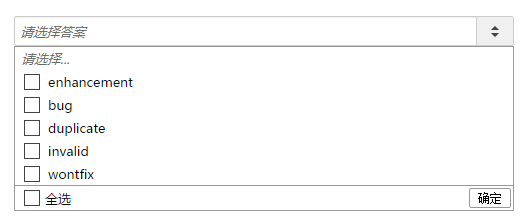 请选择答案
请选择...
enhancement
bug
duplicate
invalid
wontfix
全选 确定